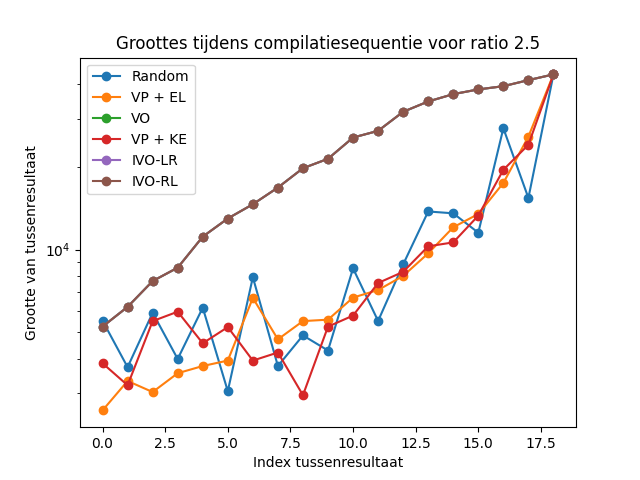 Groottes tijdens compilatiesequentie voor ratio 2.5
Random
VP + EL
VO
VP + KE
IVO-LR
IVO-RL
Grootte van tussenresultaat
10⁴
0.0 2.5 5.0 7.5 10.0 12.5 15.0 17.5
Index tussenresultaat